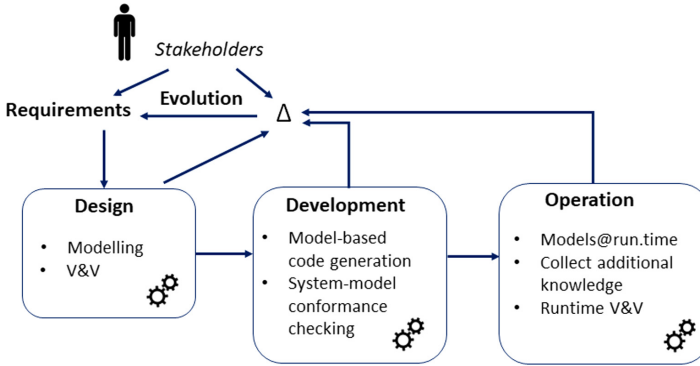 Stakeholders
Requirements
Evolution
Δ
Design
• Modelling
• V&V
Development
• Model-based
code generation
• System-model
conformance
checking
Operation
• Models@run.time
• Collect additional
knowledge
• Runtime V&V